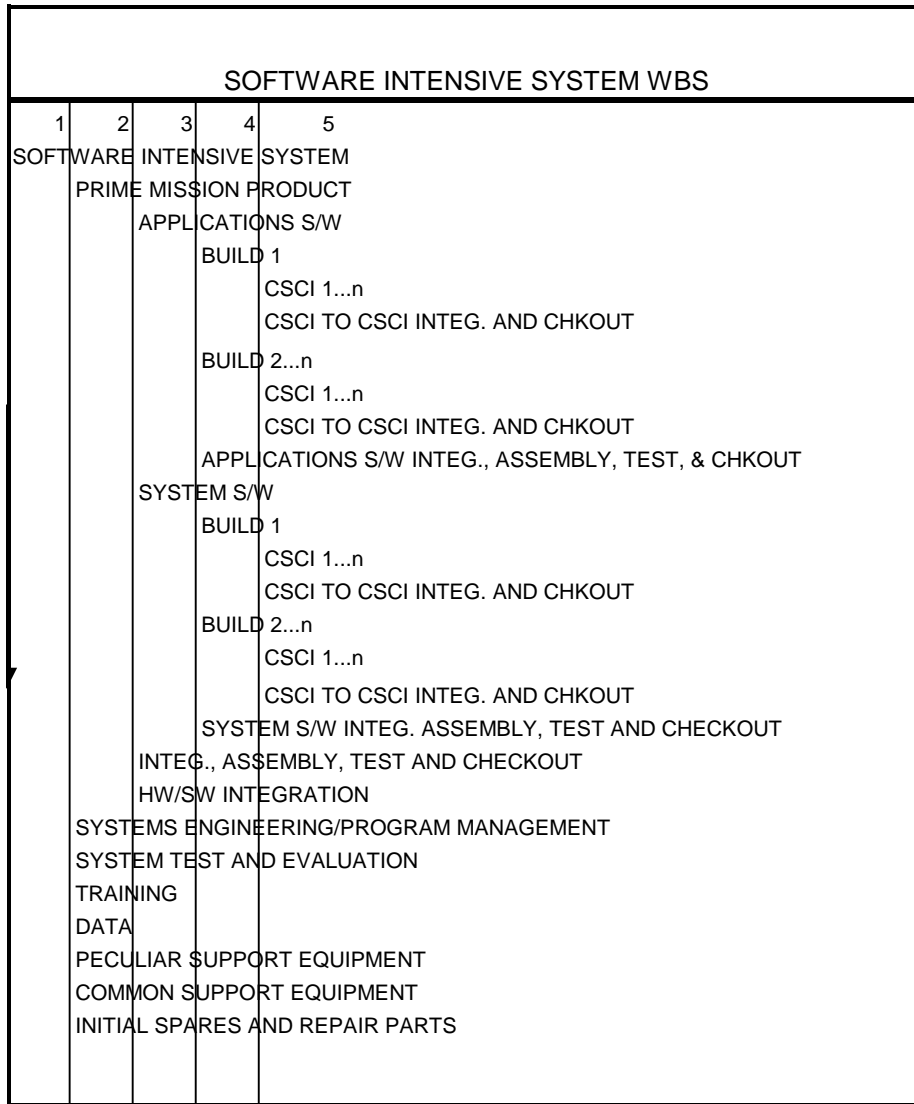 SOFTWARE INTENSIVE SYSTEM WBS
1 2 3 4 5
SOFTWARE INTENSIVE SYSTEM
PRIME MISSION PRODUCT
APPLICATIONS S/W
BUILD 1
CSCI 1...n
CSCI TO CSCI INTEG. AND CHKOUT
BUILD 2...n
CSCI 1...n
CSCI TO CSCI INTEG. AND CHKOUT
APPLICATIONS S/W INTEG., ASSEMBLY, TEST, & CHKOUT
SYSTEM S/W
BUILD 1
CSCI 1...n
CSCI TO CSCI INTEG. AND CHKOUT
BUILD 2...n
CSCI 1...n
CSCI TO CSCI INTEG. AND CHKOUT
SYSTEM S/W INTEG. ASSEMBLY, TEST AND CHECKOUT
INTEG., ASSEMBLY, TEST AND CHECKOUT
HW/SW INTEGRATION
SYSTEMS ENGINEERING/PROGRAM MANAGEMENT
SYSTEM TEST AND EVALUATION
TRAINING
DATA
PECULIAR SUPPORT EQUIPMENT
COMMON SUPPORT EQUIPMENT
INITIAL SPARES AND REPAIR PARTS